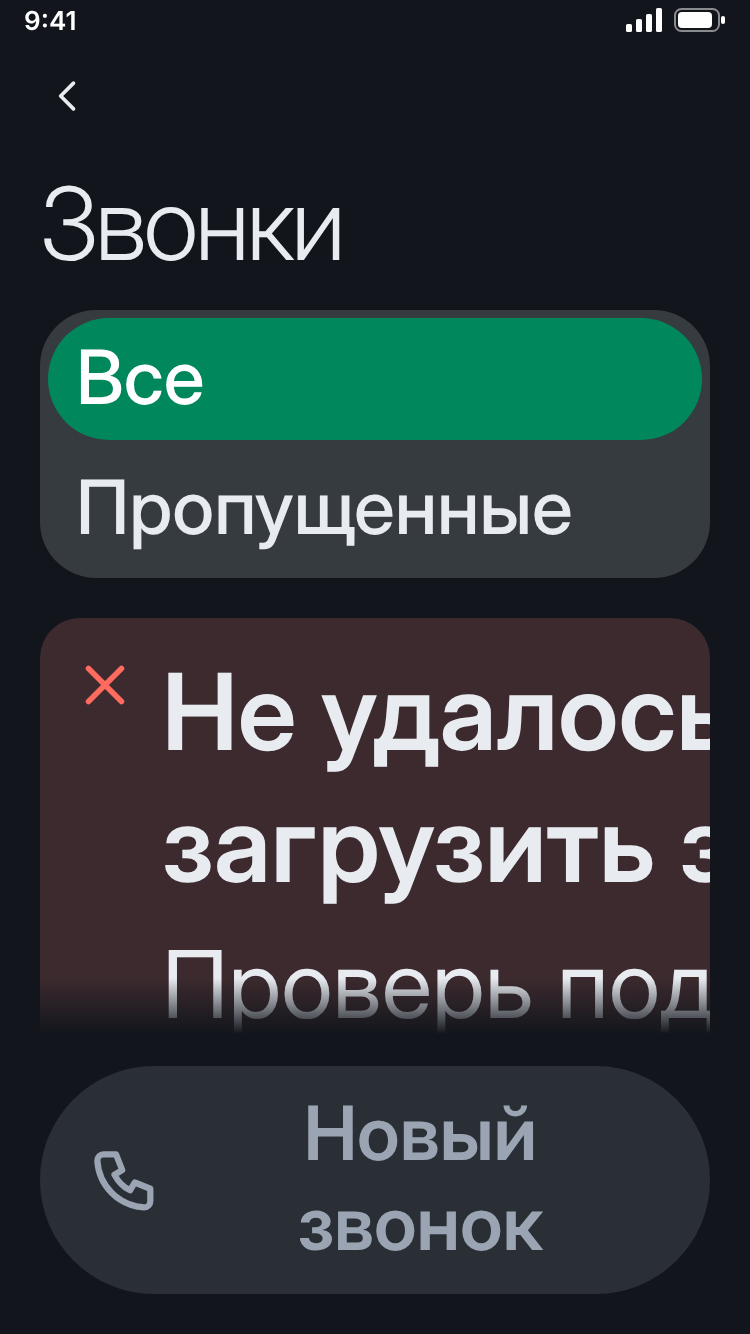 9:41
Звонки
Все
Пропущенные
Не удалось
загрузить
Проверь
Новый
звонок